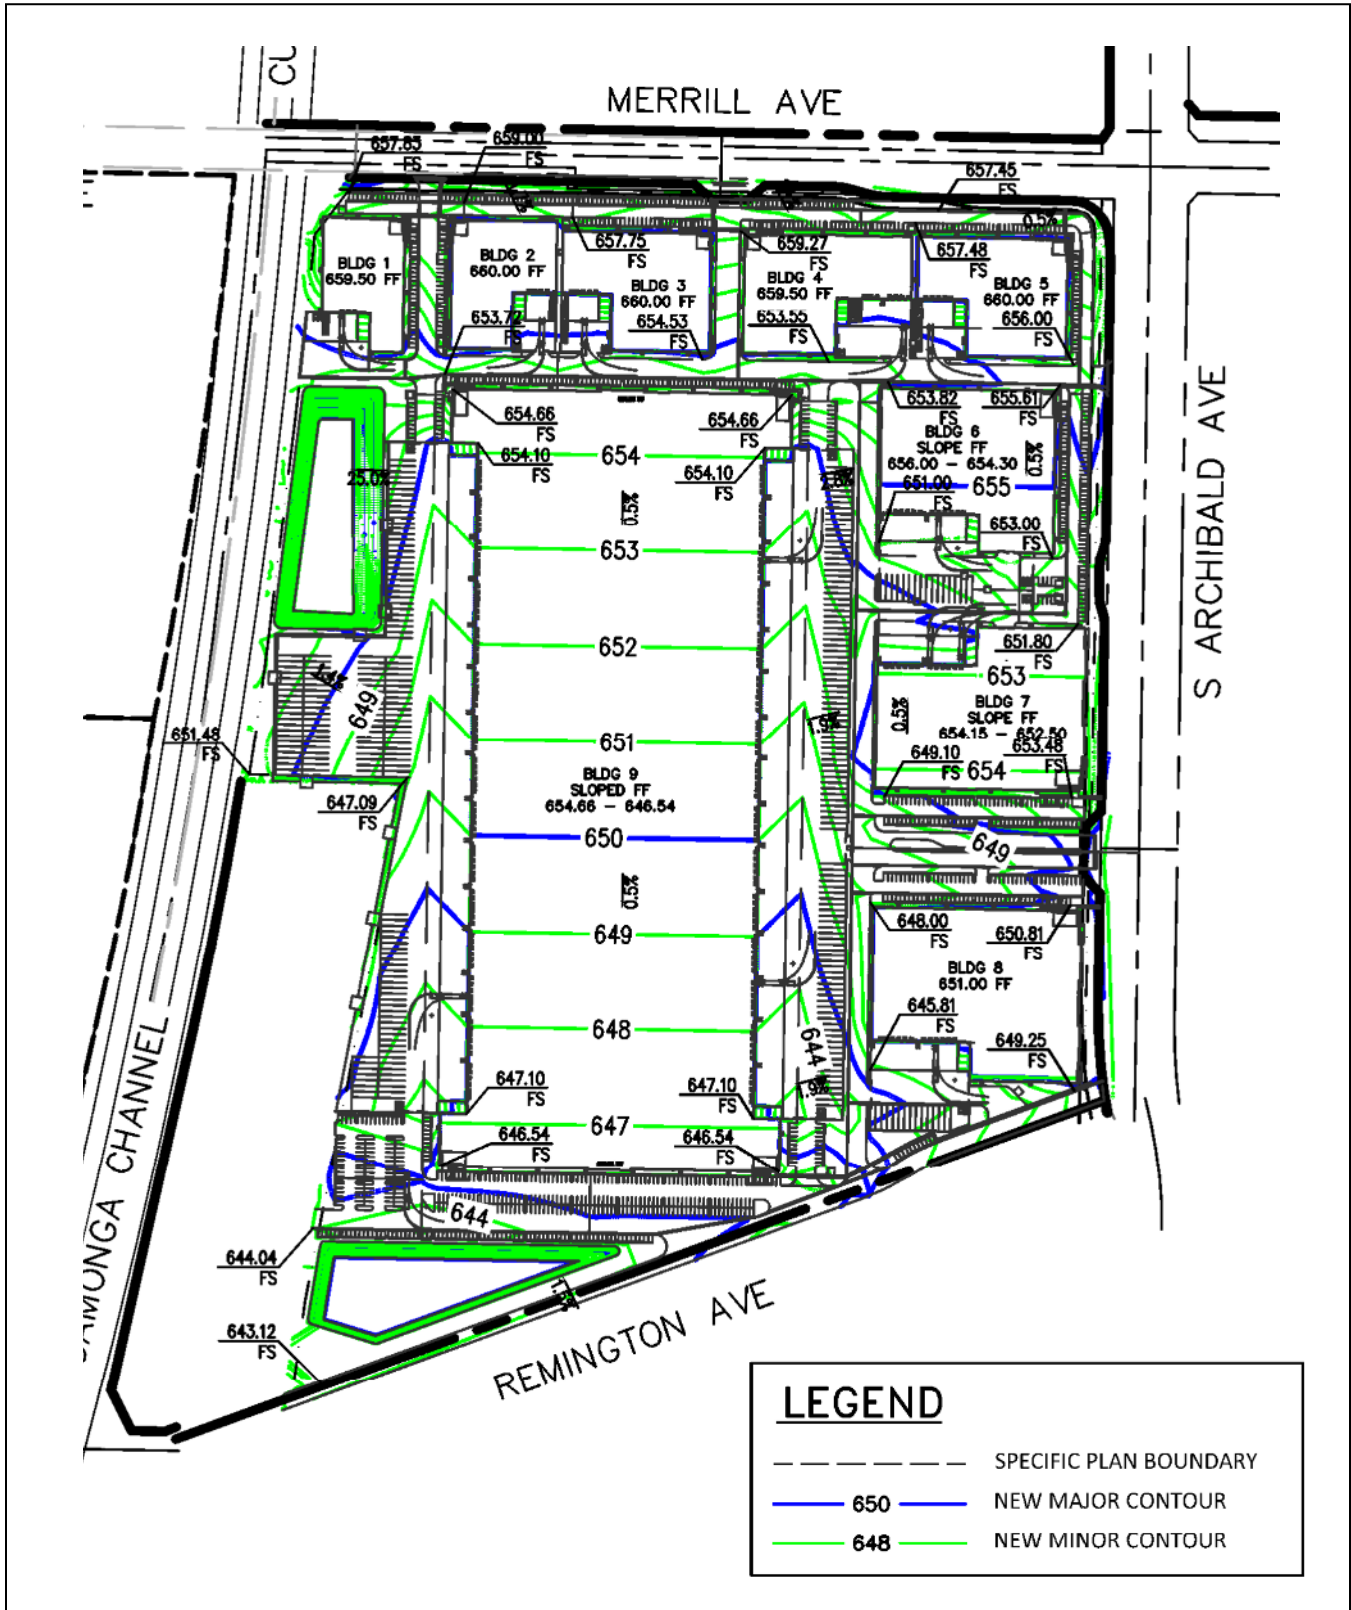 CU
MERRILL AVE
657.83
FS
659.00
FS
657.45
FS
0.5%
BLDG 1
659.50 FF
BLDG 2
660.00 FF
657.75
FS
BLDG 3
660.00 FF
659.27
FS
BLDG 4
659.50 FF
657.48
FS
BLDG 5
660.00 FF
653.72
FS
654.53
FS
653.55
FS
656.00
FS
654.66
FS
654.66
FS
653.82
FS
655.61
FS
BLDG 6
SLOPE FF
656.00 - 654.30
0.5%
654.10
FS
654
654.10
FS
25.0%
651.00
FS
655
0.5%
653.00
FS
653
652
651.80
FS
653
649
BLDG 7
SLOPE FF
654.15 - 652.50
0.5%
651.48
FS
651
1.9%
649.10
FS
653.48
FS
654
BLDG 9
SLOPED FF
654.66 - 646.54
647.09
FS
650
649
0.5%
649
648.00
FS
650.81
FS
BLDG 8
651.00 FF
645.81
FS
648
644
649.25
FS
647.10
FS
647.10
FS
1.9%
647
646.54
FS
646.54
FS
644
644.04
FS
643.12
FS
S ARCHIBALD AVE
AMONGA CHANNEL
REMINGTON AVE
LEGEND
SPECIFIC PLAN BOUNDARY
650 NEW MAJOR CONTOUR
648 NEW MINOR CONTOUR